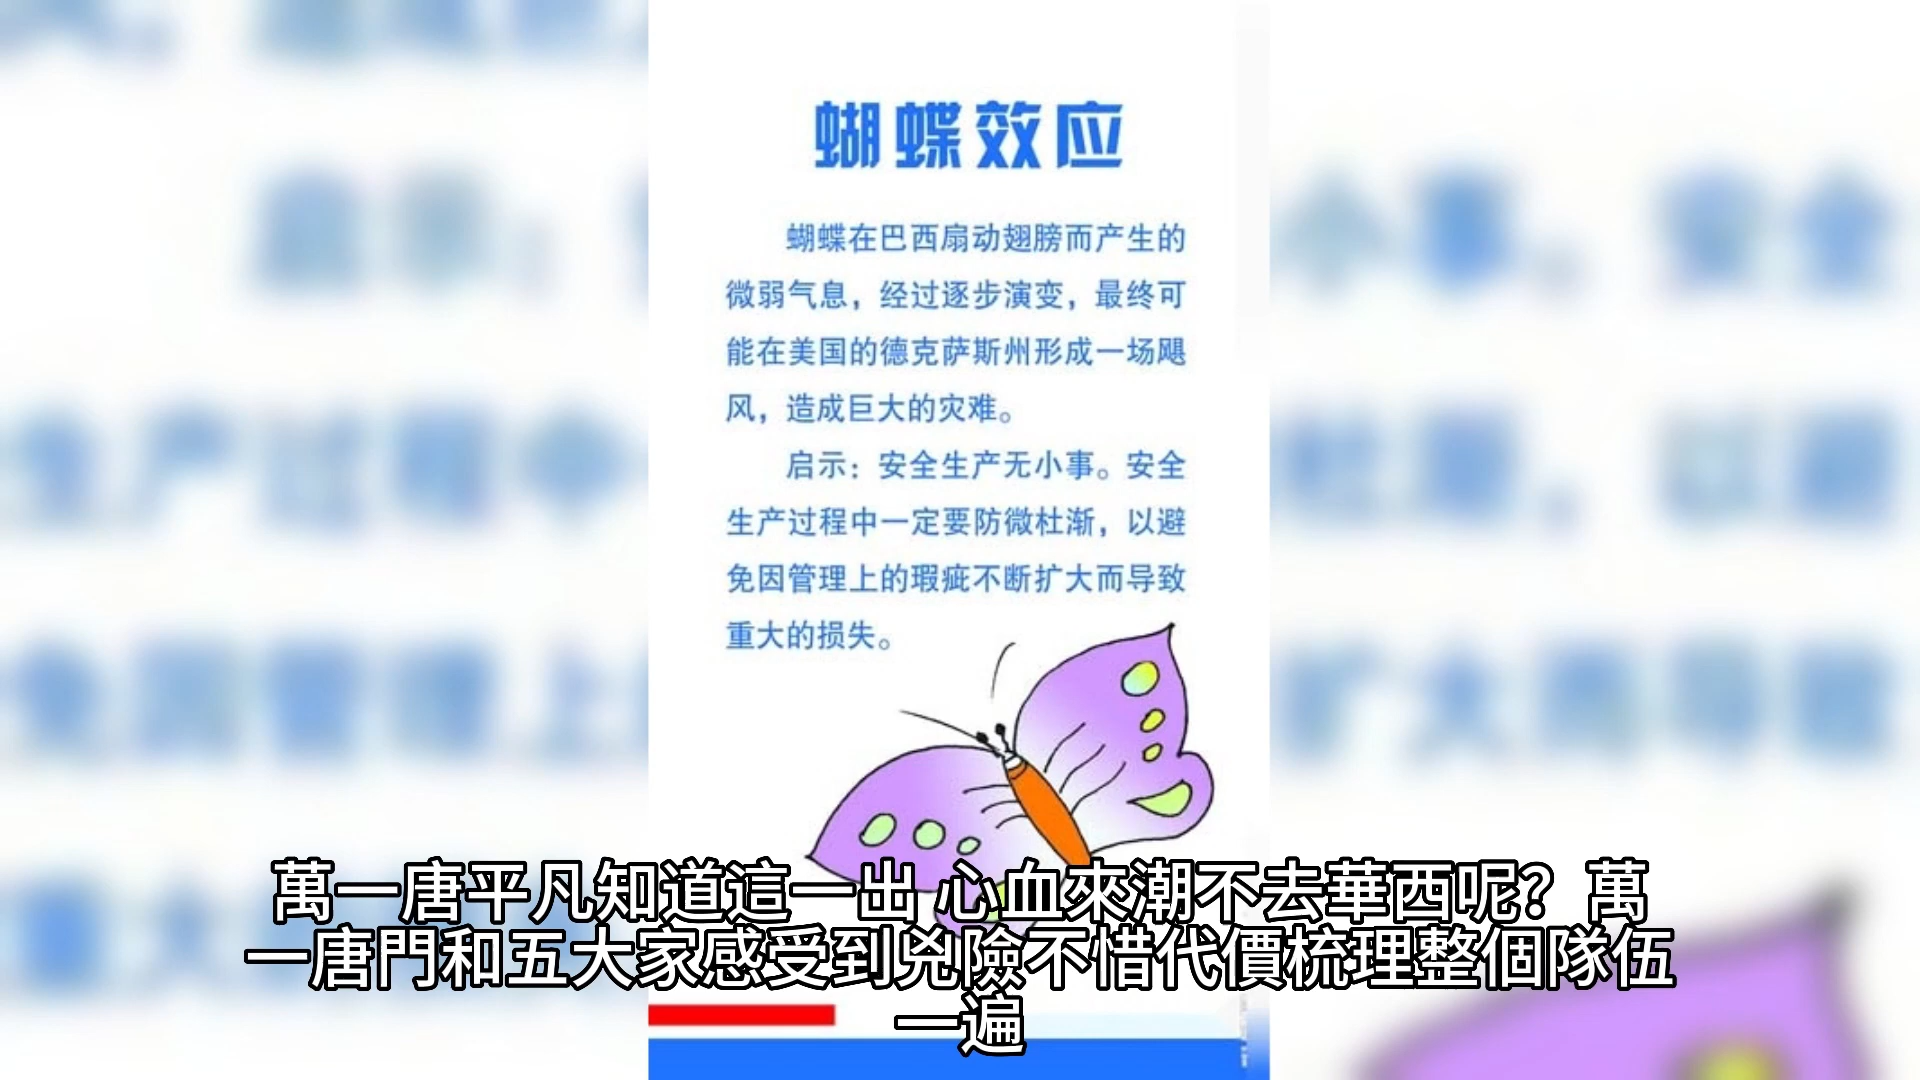 蝴蝶效应
蝴蝶在巴西扇动翅膀而产生的
微弱气息，经过逐步演变，最终可
能在美国的德克萨斯州形成一场飓
风，造成巨大的灾难。
启示：安全生产无小事。安全
生产过程中一定要防微杜渐，以避
免因管理上的瑕疵不断扩大而导致
重大的损失。
萬一唐平凡知道這一出 心血來潮不去華西呢？萬
一唐門和五大家感受到兇險不惜代價梳理整個隊伍
一遍